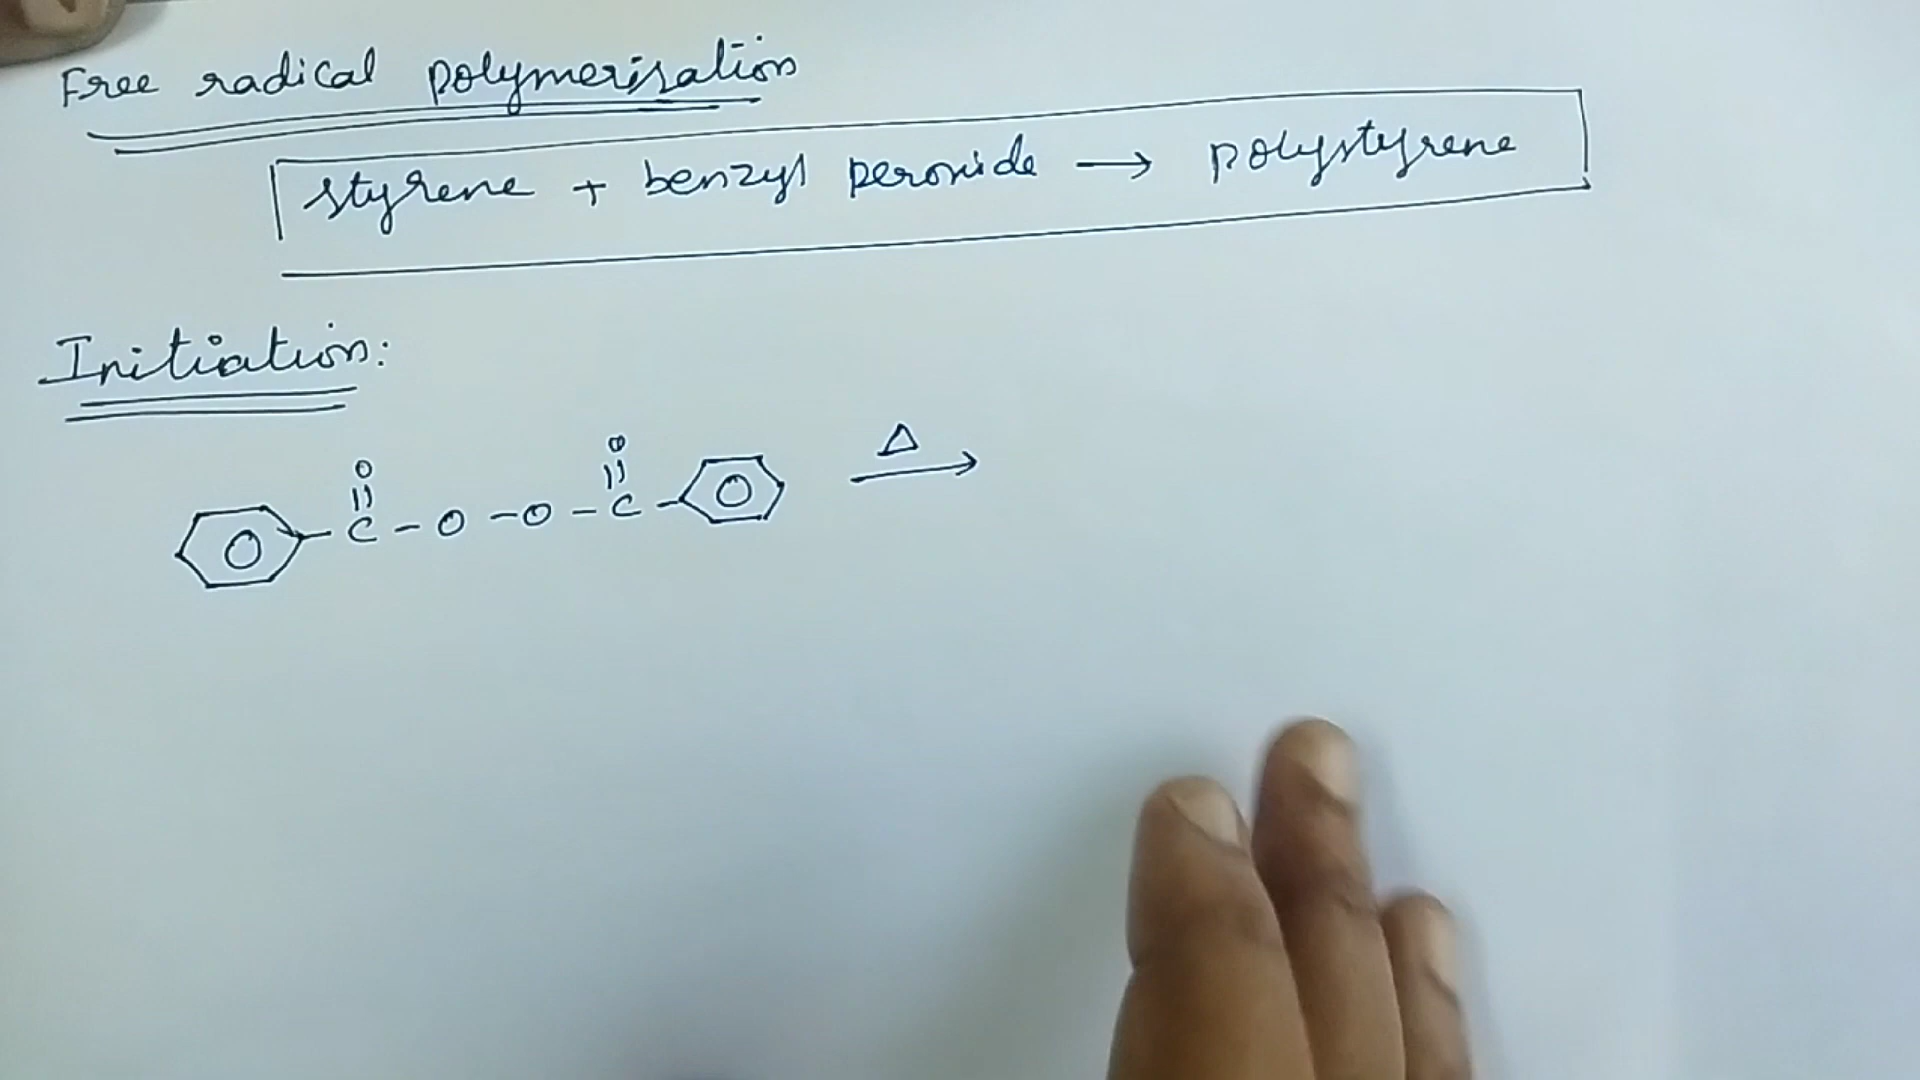 Free radical polymerisation
styrene + benzyl peroxide → polystyrene
Initiation:
O O Δ
C - O - O - C →